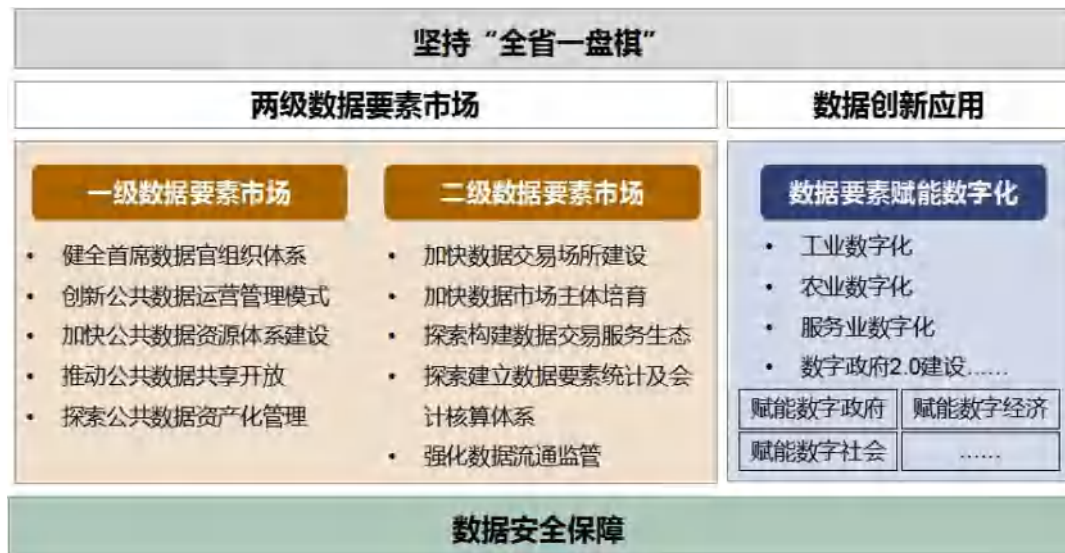 坚持“全省一盘棋”
两级数据要素市场
数据创新应用
一级数据要素市场
• 健全首席数据官组织体系
• 创新公共数据运营管理模式
• 加快公共数据资源体系建设
• 推动公共数据共享开放
• 探索公共数据资产化管理
二级数据要素市场
• 加快数据交易场所建设
• 加快数据市场主体培育
• 探索构建数据交易服务生态
• 探索建立数据要素统计及会
计核算体系
• 强化数据流通监管
数据要素赋能数字化
• 工业数字化
• 农业数字化
• 服务业数字化
• 数字政府2.0建设……
赋能数字政府
赋能数字经济
赋能数字社会
……
数据安全保障